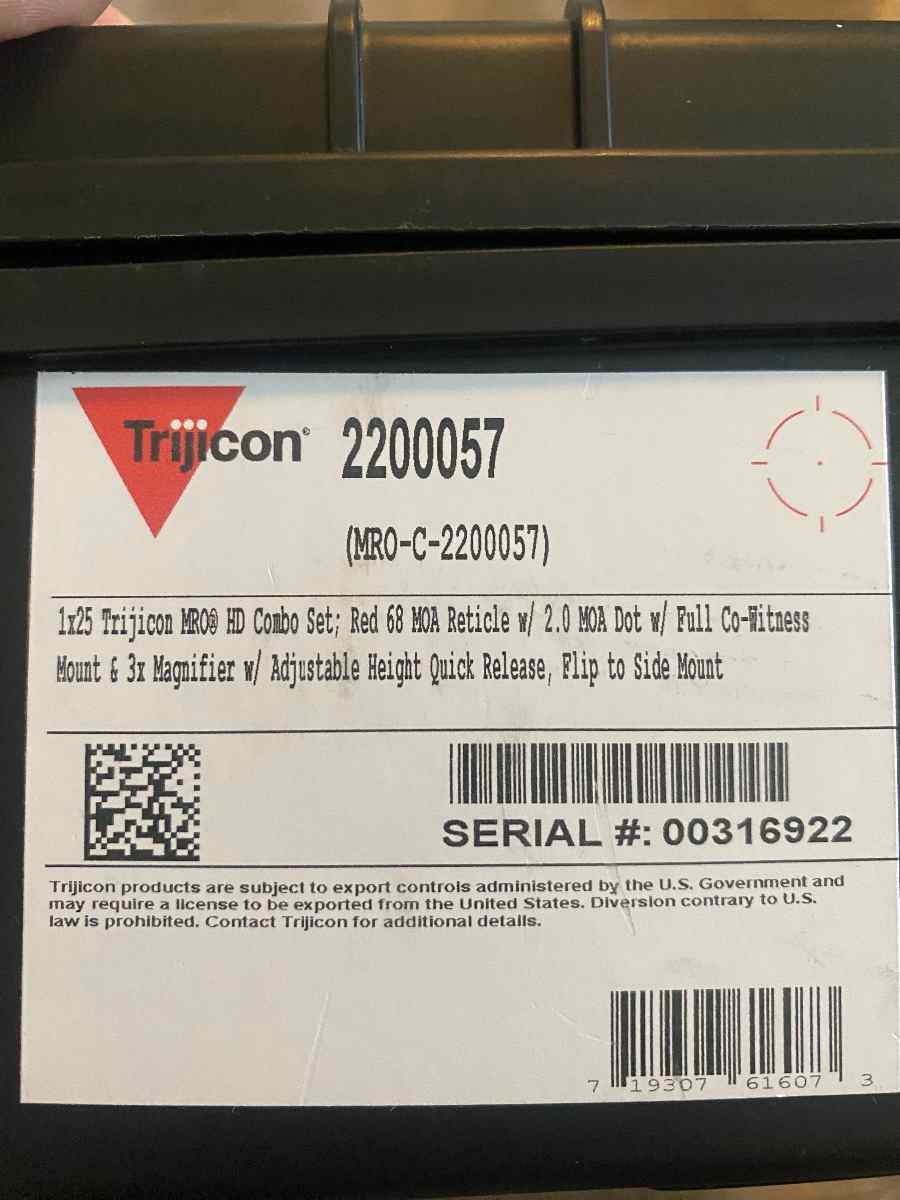 Trijicon® 2200057
(MRO-C-2200057)
1x25 Trijicon MRO® HD Combo Set; Red 68 MOA Reticle w/ 2.0 MOA Dot w/ Full Co-Witness
Mount & 3x Magnifier w/ Adjustable Height Quick Release, Flip to Side Mount
SERIAL #: 00316922
Trijicon products are subject to export controls administered by the U.S. Government and
may require a license to be exported from the United States. Diversion contrary to U.S.
law is prohibited. Contact Trijicon for additional details.
7 19307 61607 3